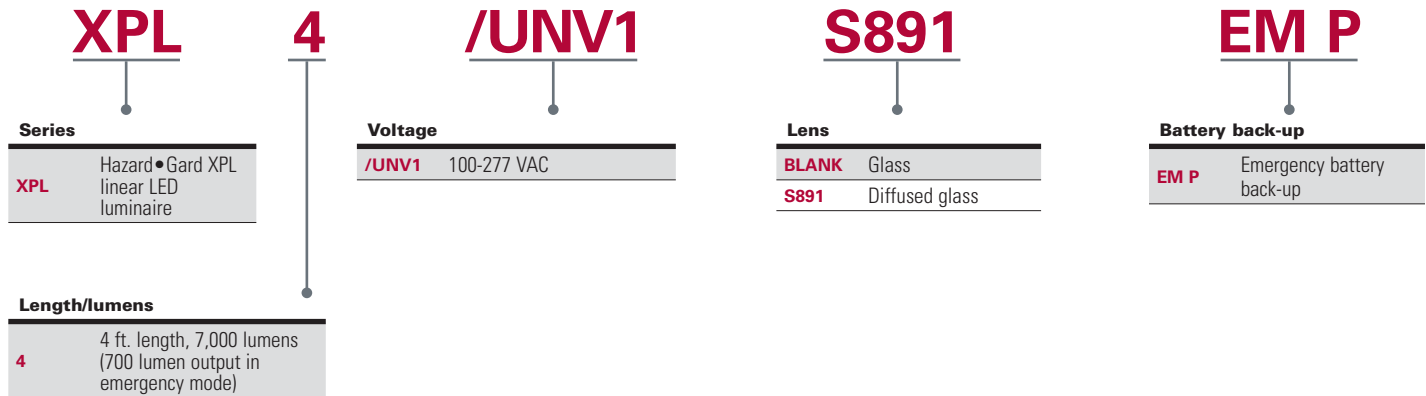 XPL 4 /UNV1 S891 EM P
Series
XPL Hazard•Gard XPL
linear LED
luminaire
Length/lumens
4 4 ft. length, 7,000 lumens
(700 lumen output in
emergency mode)
Voltage
/UNV1 100-277 VAC
Lens
BLANK Glass
S891 Diffused glass
Battery back-up
EM P Emergency battery
back-up